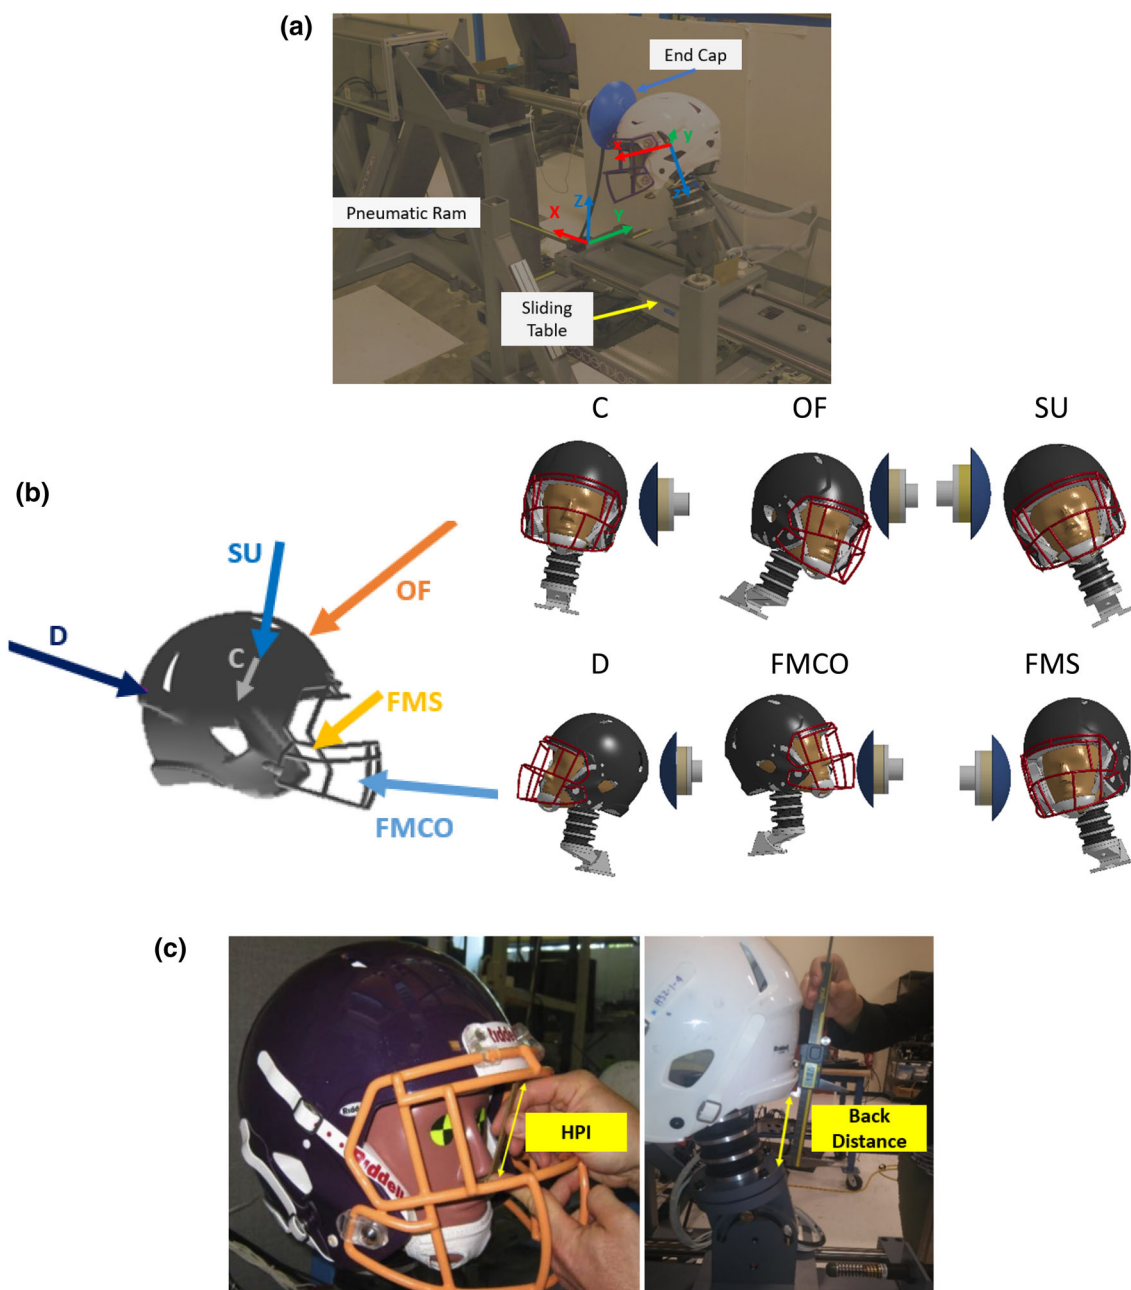 (a)
End Cap
y
x
z
Pneumatic Ram
Z
X
Y
Sliding
Table
C
OF
SU
(b)
SU
OF
D
C
FMS
FMCO
D
FMCO
FMS
(c)
Riddell
Riddell
HPI
Back
Distance